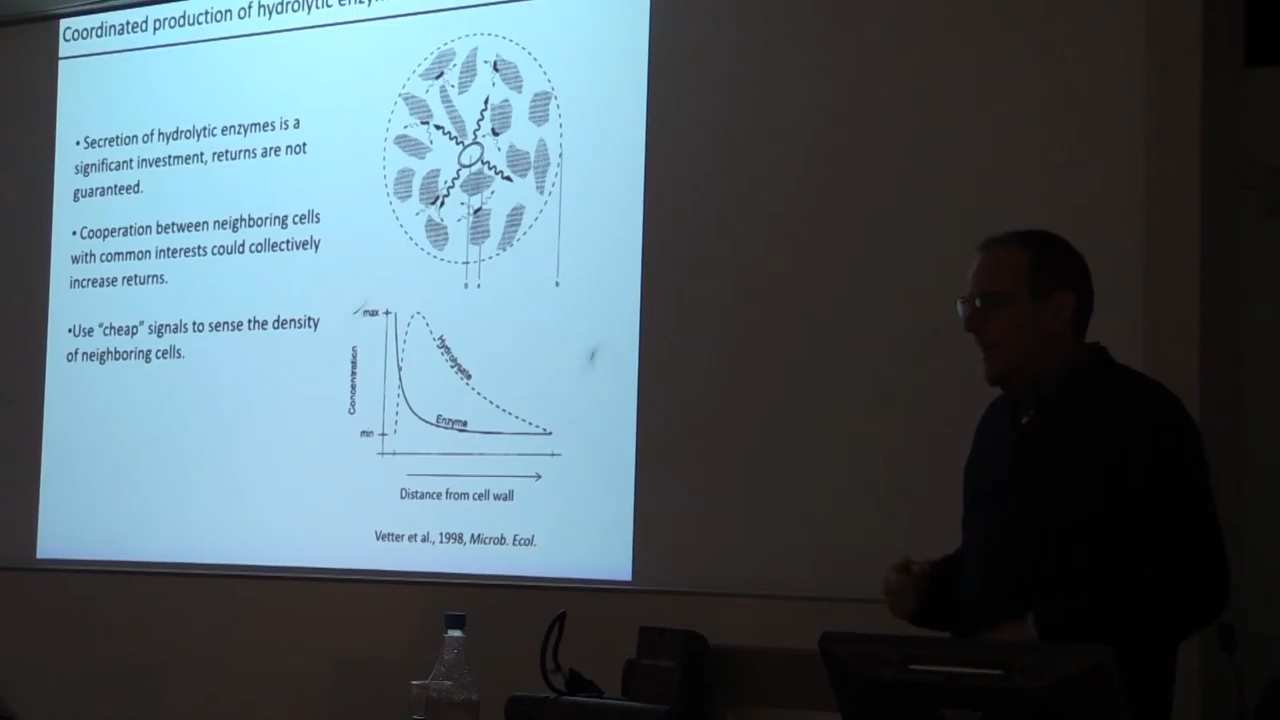 Coordinated production of hydrolytic
• Secretion of hydrolytic enzymes is a
significant investment, returns are not
guaranteed.
• Cooperation between neighboring cells
with common interests could collectively
increase returns.
•Use “cheap” signals to sense the density
of neighboring cells.
max
Concentration
min
Hydrolysate
Enzyme
Distance from cell wall
Vetter et al., 1998, Microb. Ecol.